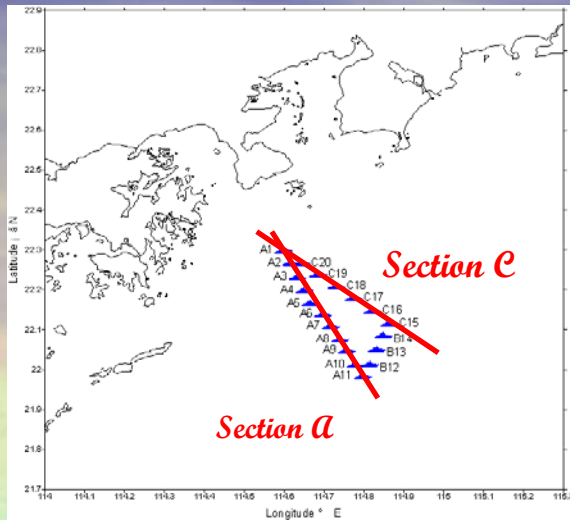 22.9
22.8
22.7
22.6
22.5
22.4
22.3
22.2
22.1
22
21.9
21.8
21.7
Latitude ¡ ãN
A1
A2
A3
A4
A5
A6
A7
A8
A9
A10
A11
C20
C19
C18
C17
C16
C15
B14
B13
B12
Section C
Section A
114
114.1
114.2
114.3
114.4
114.5
114.6
114.7
114.8
114.9
115
115.1
115.2
115.3
Longitude ° E